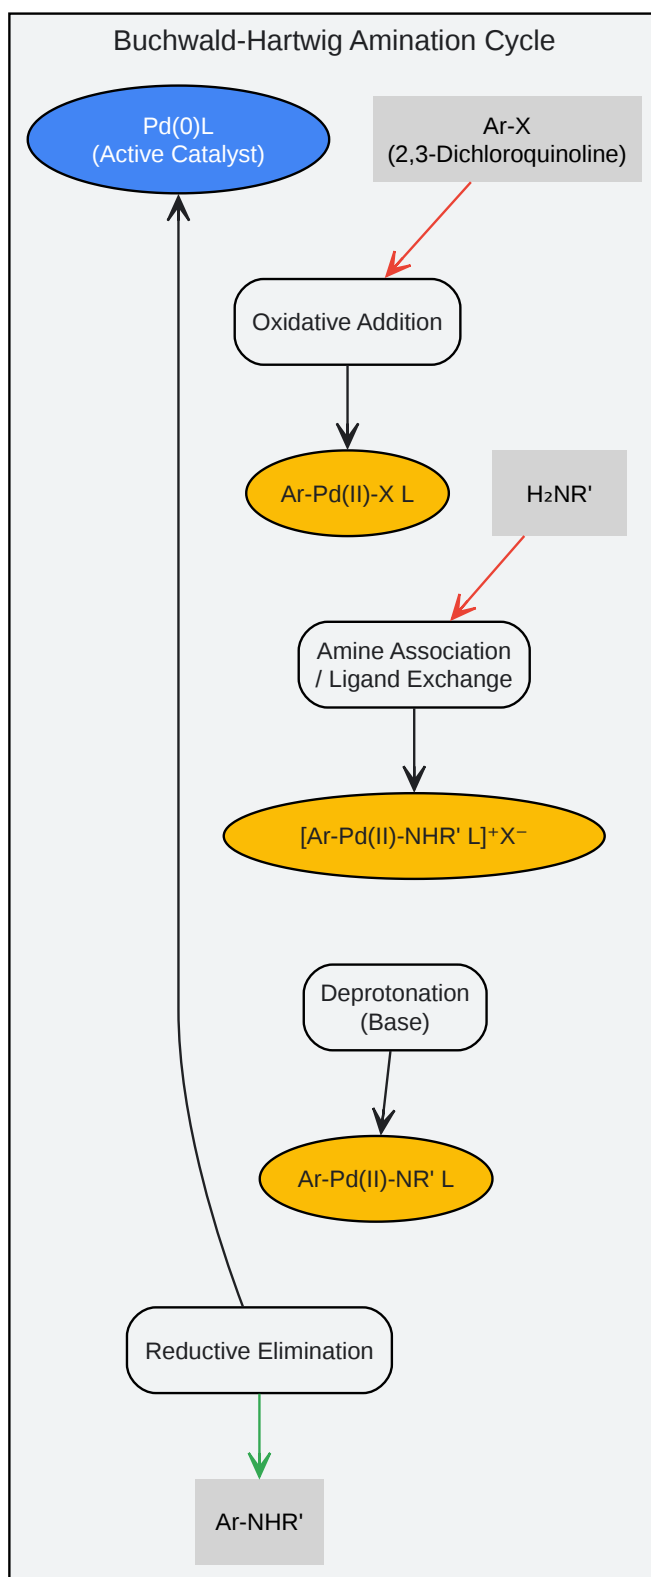 Buchwald-Hartwig Amination Cycle
Pd(0)L
(Active Catalyst)
Ar-X
(2,3-Dichloroquinoline)
Oxidative Addition
Ar-Pd(II)-X L
H₂NR'
Amine Association
/ Ligand Exchange
[Ar-Pd(II)-NHR' L]⁺X⁻
Deprotonation
(Base)
Ar-Pd(II)-NR' L
Reductive Elimination
Ar-NHR'